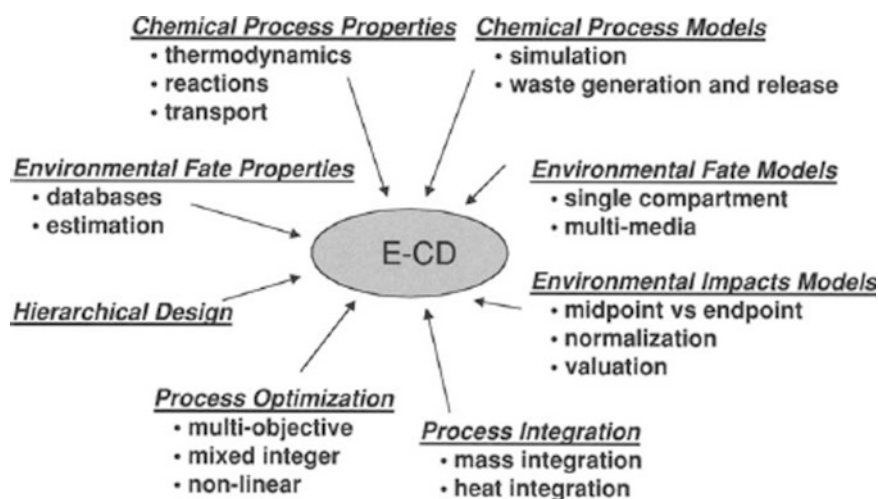 Chemical Process Properties
• thermodynamics
• reactions
• transport
Chemical Process Models
• simulation
• waste generation and release
Environmental Fate Properties
• databases
• estimation
Environmental Fate Models
• single compartment
• multi-media
E-CD
Hierarchical Design
Environmental Impacts Models
• midpoint vs endpoint
• normalization
• valuation
Process Optimization
• multi-objective
• mixed integer
• non-linear
Process Integration
• mass integration
• heat integration